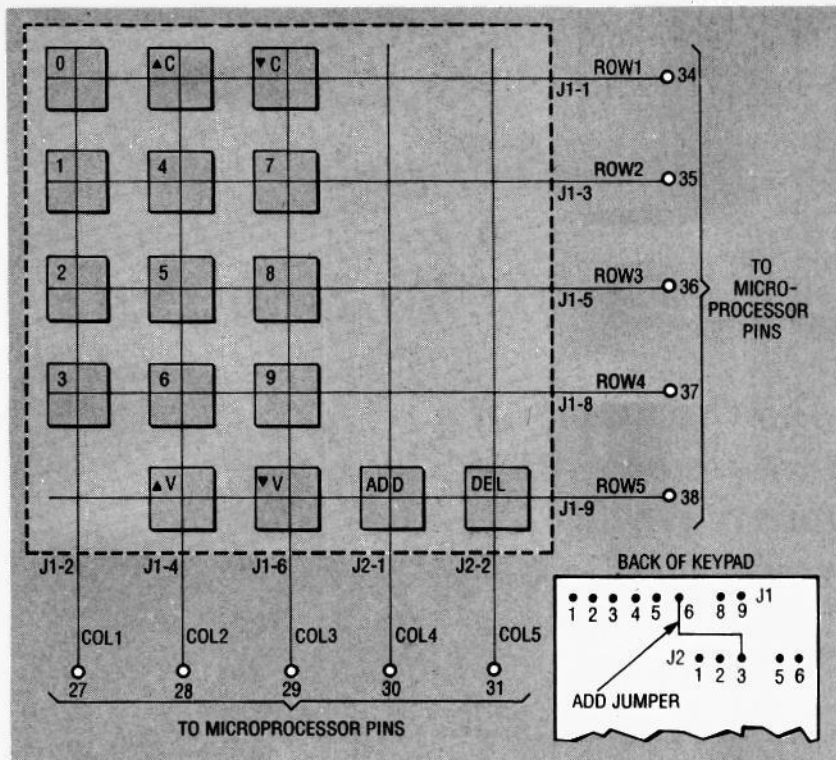 0 ▲C ▼C ROW1 34
J1-1
1 4 7 ROW2 35
J1-3
2 5 8 ROW3 36
J1-5
TO
MICRO-
PROCESSOR
PINS
3 6 9 ROW4 37
J1-8
▲V ▼V ADD DEL ROW5 38
J1-9
J1-2 J1-4 J1-6 J2-1 J2-2
COL1 COL2 COL3 COL4 COL5
27 28 29 30 31
TO MICROPROCESSOR PINS
BACK OF KEYPAD
J1
1 2 3 4 5 6 8 9
J2
1 2 3 5 6
ADD JUMPER